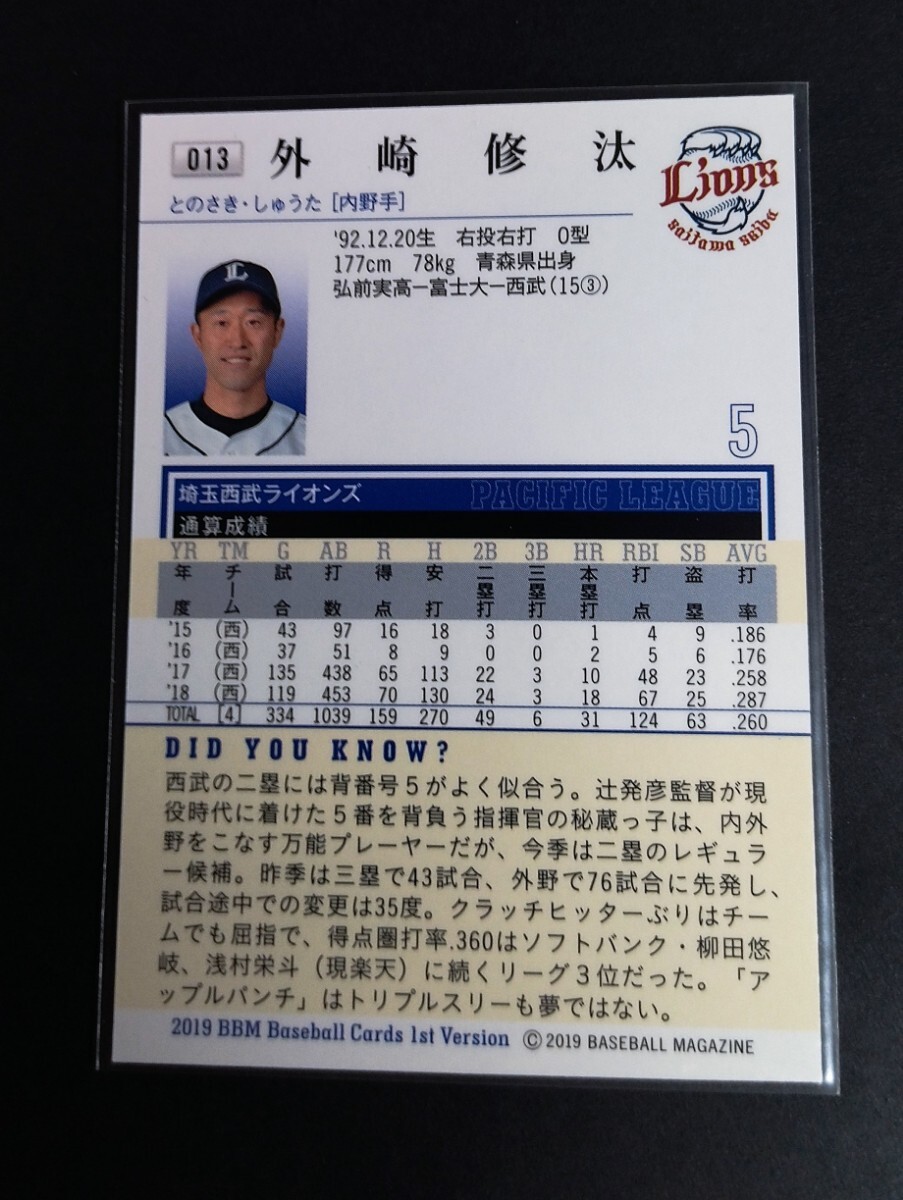 013 外崎修汰
Lions
Saitama Seibu
とのさき・しゅうた [内野手]
'92.12.20生 右投右打 O型
177cm 78kg 青森県出身
弘前実高ー富士大ー西武(15③)
L
5
埼玉西武ライオンズ PACIFIC LEAGUE
通算成績
YR TM G AB R H 2B 3B HR RBI SB AVG
年度 チーム 試合 打数 得点 安打 二塁打 三塁打 本塁打 打点 盗塁 打率
'15 (西) 43 97 16 18 3 0 1 4 9 .186
'16 (西) 37 51 8 9 0 0 2 5 6 .176
'17 (西) 135 438 65 113 22 3 10 48 23 .258
'18 (西) 119 453 70 130 24 3 18 67 25 .287
TOTAL [4] 334 1039 159 270 49 6 31 124 63 .260
DID YOU KNOW?
西武の二塁には背番号5がよく似合う。辻発彦監督が現
役時代に着けた5番を背負う指揮官の秘蔵っ子は、内外
野をこなす万能プレーヤーだが、今季は二塁のレギュラ
ー候補。昨季は三塁で43試合、外野で76試合に先発し、
試合途中での変更は35度。クラッチヒッターぶりはチー
ムでも屈指で、得点圏打率.360はソフトバンク・柳田悠
岐、浅村栄斗（現楽天）に続くリーグ3位だった。「ア
ップルパンチ」はトリプルスリーも夢ではない。
2019 BBM Baseball Cards 1st Version © 2019 BASEBALL MAGAZINE